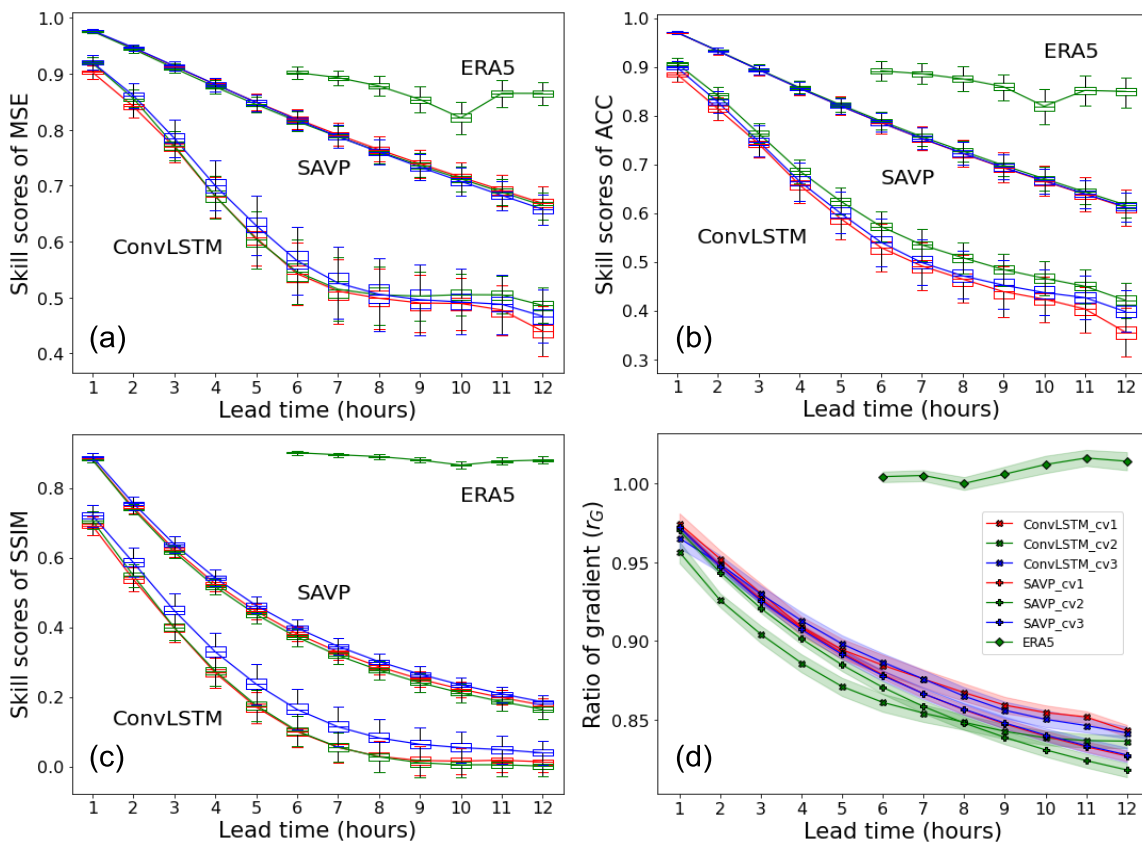 Skill scores of MSE
1.0
0.9
0.8
0.7
0.6
0.5
0.4
ERA5
SAVP
ConvLSTM
(a)
1 2 3 4 5 6 7 8 9 10 11 12
Lead time (hours)
Skill scores of ACC
1.0
0.9
0.8
0.7
0.6
0.5
0.4
0.3
ERA5
SAVP
ConvLSTM
(b)
1 2 3 4 5 6 7 8 9 10 11 12
Lead time (hours)
Skill scores of SSIM
0.8
0.6
0.4
0.2
0.0
ERA5
SAVP
ConvLSTM
(c)
1 2 3 4 5 6 7 8 9 10 11 12
Lead time (hours)
Ratio of gradient (r_G)
1.00
0.95
0.90
0.85
ConvLSTM_cv1
ConvLSTM_cv2
ConvLSTM_cv3
SAVP_cv1
SAVP_cv2
SAVP_cv3
ERA5
(d)
1 2 3 4 5 6 7 8 9 10 11 12
Lead time (hours)